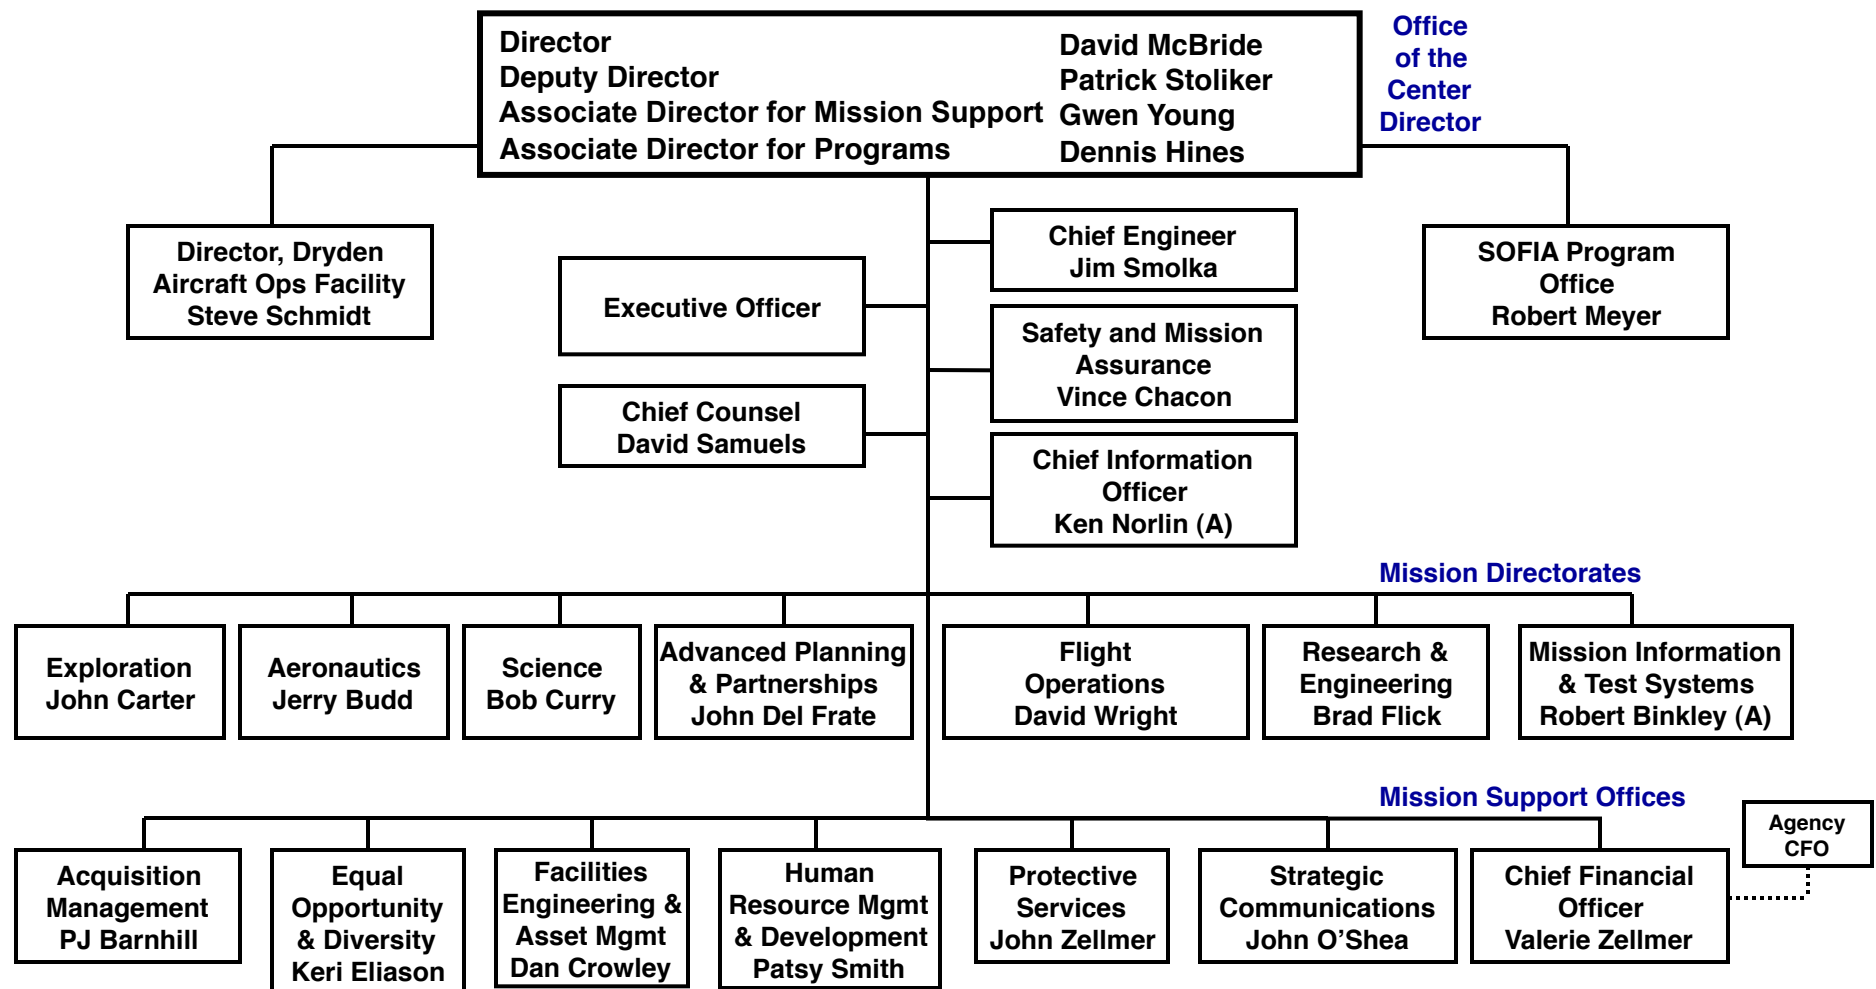 Director David McBride
Deputy Director Patrick Stoliker
Associate Director for Mission Support Gwen Young
Associate Director for Programs Dennis Hines
Office
of the
Center
Director
Director, Dryden
Aircraft Ops Facility
Steve Schmidt
Executive Officer
Chief Counsel
David Samuels
Chief Engineer
Jim Smolka
Safety and Mission
Assurance
Vince Chacon
Chief Information
Officer
Ken Norlin (A)
SOFIA Program
Office
Robert Meyer
Mission Directorates
Exploration
John Carter
Aeronautics
Jerry Budd
Science
Bob Curry
Advanced Planning
& Partnerships
John Del Frate
Flight
Operations
David Wright
Research &
Engineering
Brad Flick
Mission Information
& Test Systems
Robert Binkley (A)
Mission Support Offices
Acquisition
Management
PJ Barnhill
Equal
Opportunity
& Diversity
Keri Eliason
Facilities
Engineering &
Asset Mgmt
Dan Crowley
Human
Resource Mgmt
& Development
Patsy Smith
Protective
Services
John Zellmer
Strategic
Communications
John O’Shea
Chief Financial
Officer
Valerie Zellmer
Agency
CFO